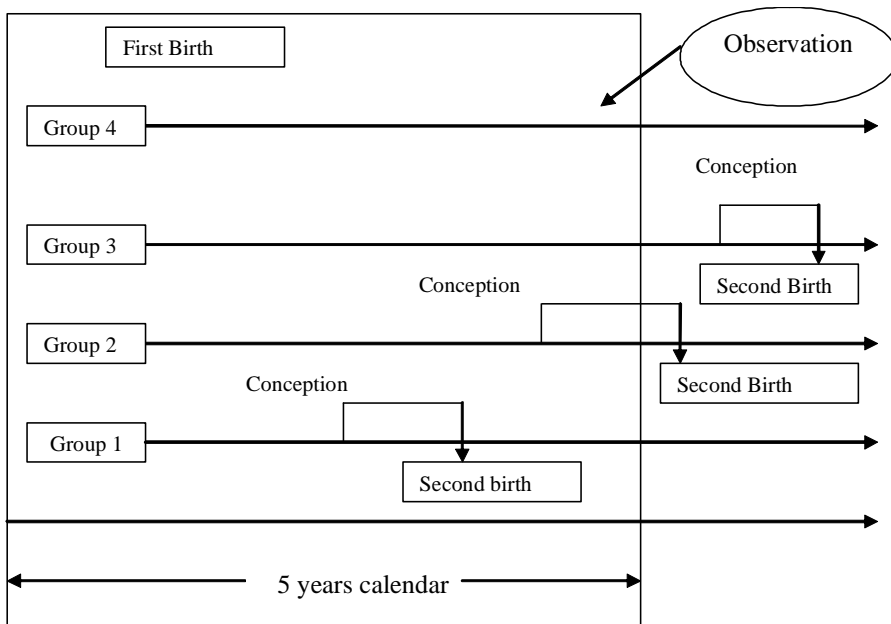 First Birth
Observation
Group 4
Conception
Group 3
Second Birth
Conception
Group 2
Second Birth
Conception
Group 1
Second birth
5 years calendar